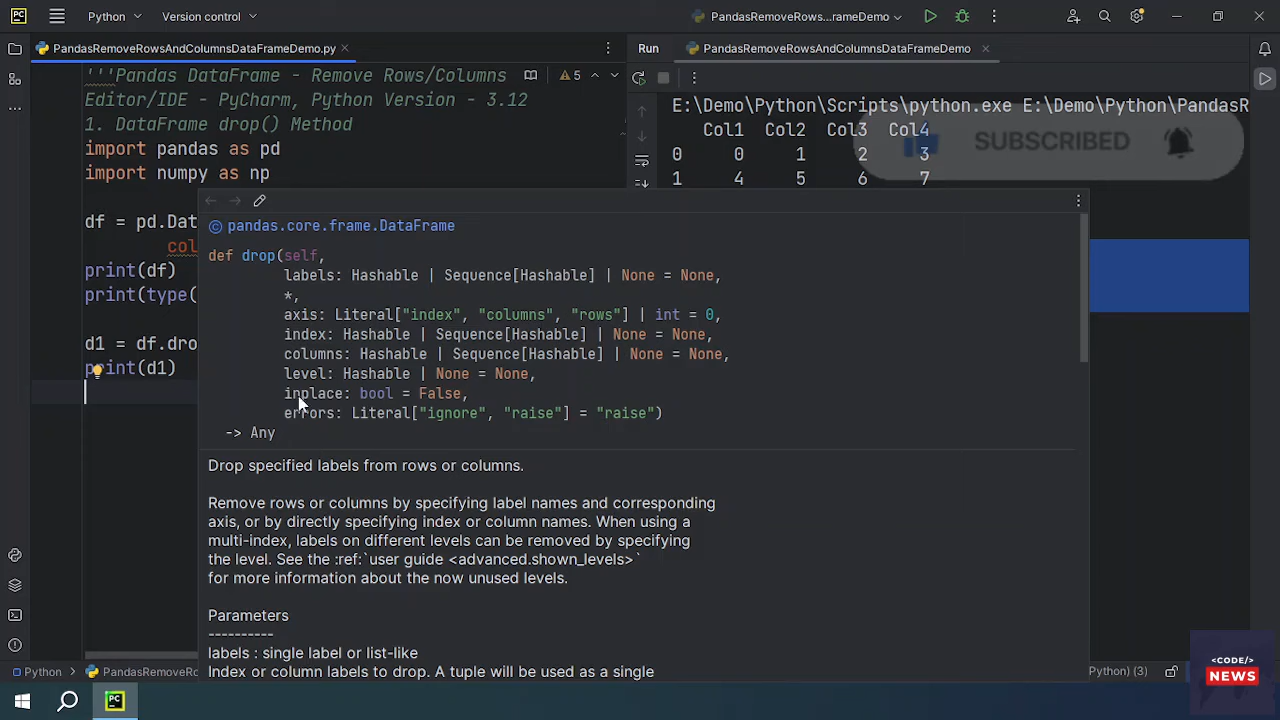 PC Python Version control PandasRemoveRows...rameDemo
PandasRemoveRowsAndColumnsDataFrameDemo.py
Run PandasRemoveRowsAndColumnsDataFrameDemo
'''Pandas DataFrame - Remove Rows/Columns
5
Editor/IDE - PyCharm, Python Version - 3.12
1. DataFrame drop() Method
import pandas as pd
import numpy as np
df = pd.Dat
col
print(df)
print(type(
d1 = df.dro
print(d1)
E:\Demo\Python\Scripts\python.exe E:\Demo\Python\PandasR
Col1 Col2 Col3 Col4
0 0 1 2 3
1 4 5 6 7
SUBSCRIBED
© pandas.core.frame.DataFrame
def drop(self,
labels: Hashable | Sequence[Hashable] | None = None,
*,
axis: Literal["index", "columns", "rows"] | int = 0,
index: Hashable | Sequence[Hashable] | None = None,
columns: Hashable | Sequence[Hashable] | None = None,
level: Hashable | None = None,
inplace: bool = False,
errors: Literal["ignore", "raise"] = "raise")
-> Any
Drop specified labels from rows or columns.
Remove rows or columns by specifying label names and corresponding
axis, or by directly specifying index or column names. When using a
multi-index, labels on different levels can be removed by specifying
the level. See the :ref:`user guide <advanced.shown_levels>`
for more information about the now unused levels.
Parameters
----------
labels : single label or list-like
Index or column labels to drop. A tuple will be used as a single
Python > PandasRemoveRo
Python) (3)
<CODE/>
NEWS
PC